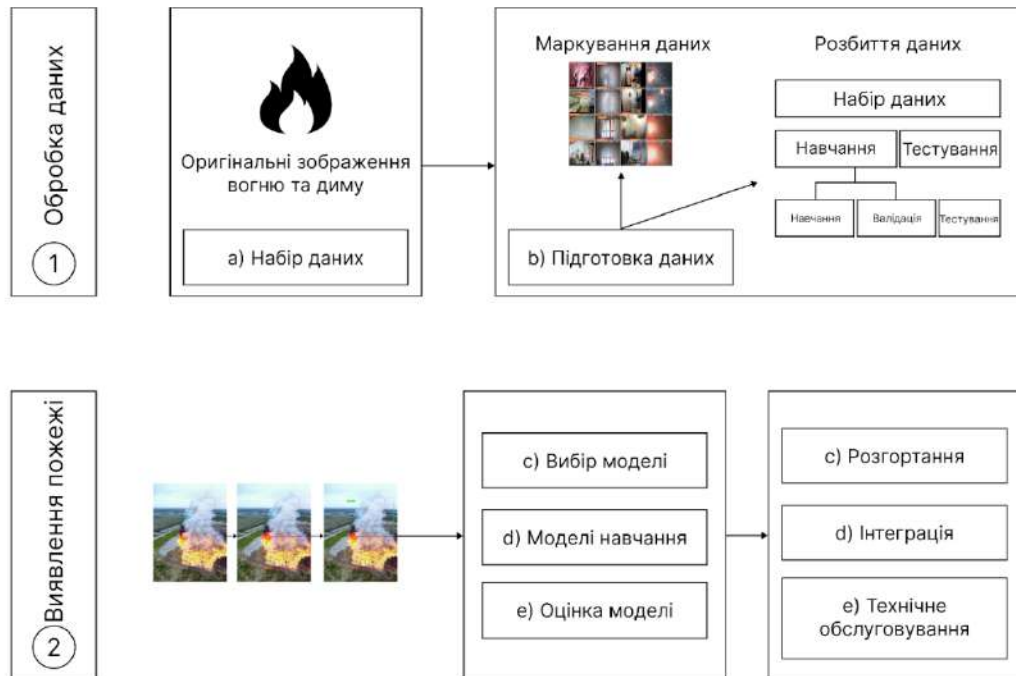 Обробка даних
1
Оригінальні зображення
вогню та диму
a) Набір даних
Маркування даних
b) Підготовка даних
Розбиття даних
Набір даних
Навчання
Тестування
Навчання
Валідація
Тестування
Виявлення пожежі
2
c) Вибір моделі
d) Моделі навчання
e) Оцінка моделі
c) Розгортання
d) Інтеграція
e) Технічне
обслуговування